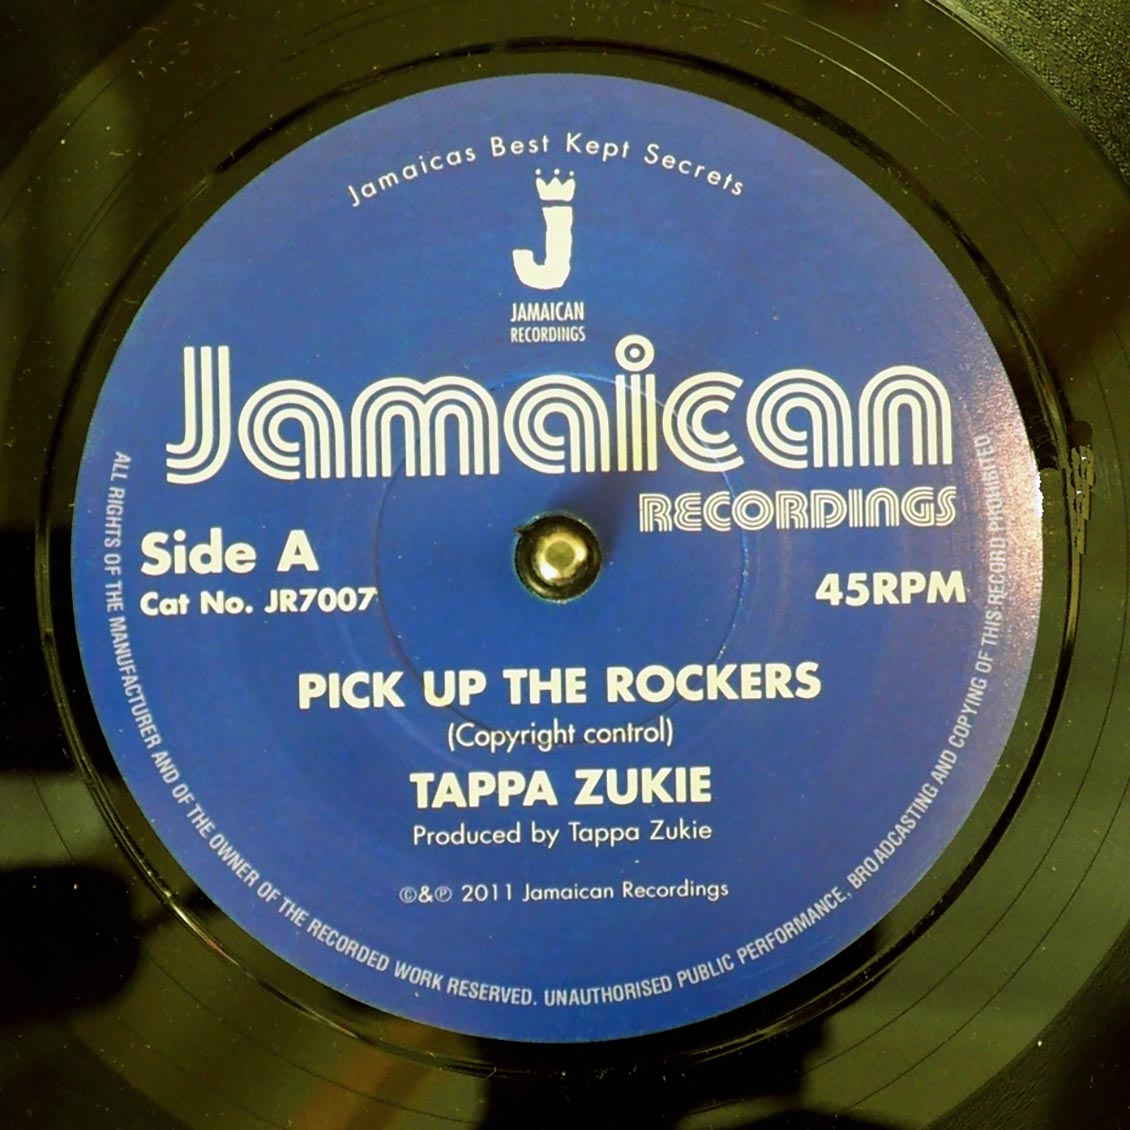 Jamaicas Best Kept Secrets
J
JAMAICAN
RECORDINGS
Jamaican
RECORDINGS
Side A
Cat No. JR7007
45RPM
PICK UP THE ROCKERS
(Copyright control)
TAPPA ZUKIE
Produced by Tappa Zukie
©&℗ 2011 Jamaican Recordings
ALL RIGHTS OF THE MANUFACTURER AND OF THE OWNER OF THE RECORDED WORK RESERVED. UNAUTHORISED PUBLIC PERFORMANCE, BROADCASTING AND COPYING OF THIS RECORD PROHIBITED